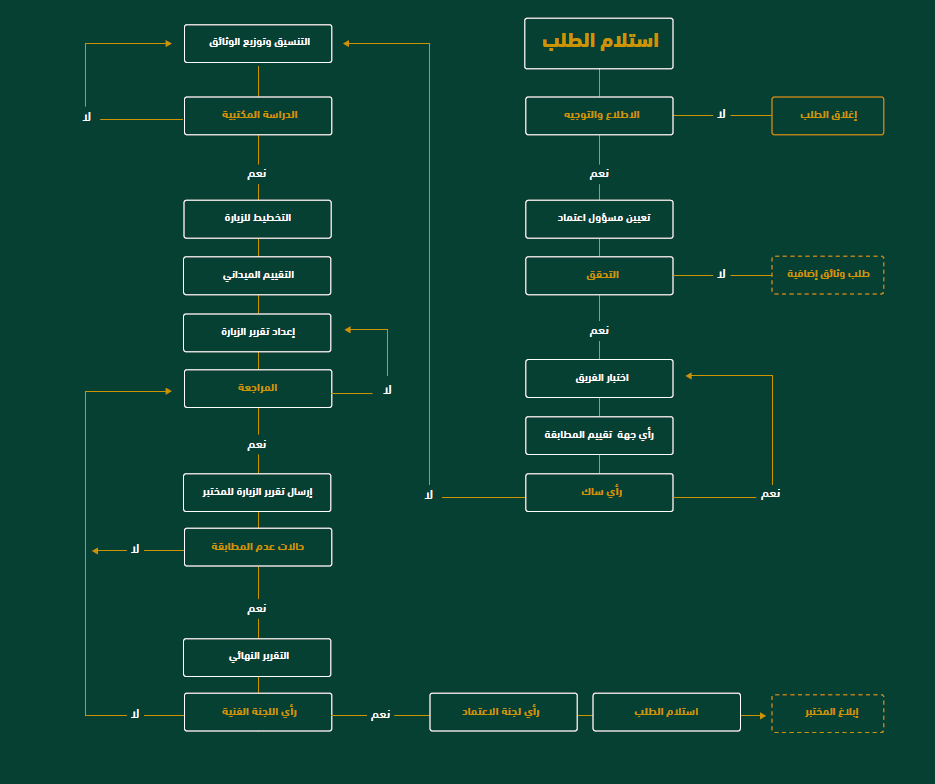 استلام الطلب
الاطلاع والتوجيه
لا
إغلاق الطلب
نعم
تعيين مسؤول اعتماد
التحقق
لا
طلب وثائق إضافية
نعم
اختيار الفريق
رأي جهة تقييم المطابقة
رأي ساك
نعم
لا
التنسيق وتوزيع الوثائق
الدراسة المكتبية
لا
نعم
التخطيط للزيارة
التقييم الميداني
إعداد تقرير الزيارة
المراجعة
لا
نعم
إرسال تقرير الزيارة للمختبر
حالات عدم المطابقة
لا
نعم
التقرير النهائي
رأي اللجنة الفنية
لا
نعم
رأي لجنة الاعتماد
استلام الطلب
إبلاغ المختبر